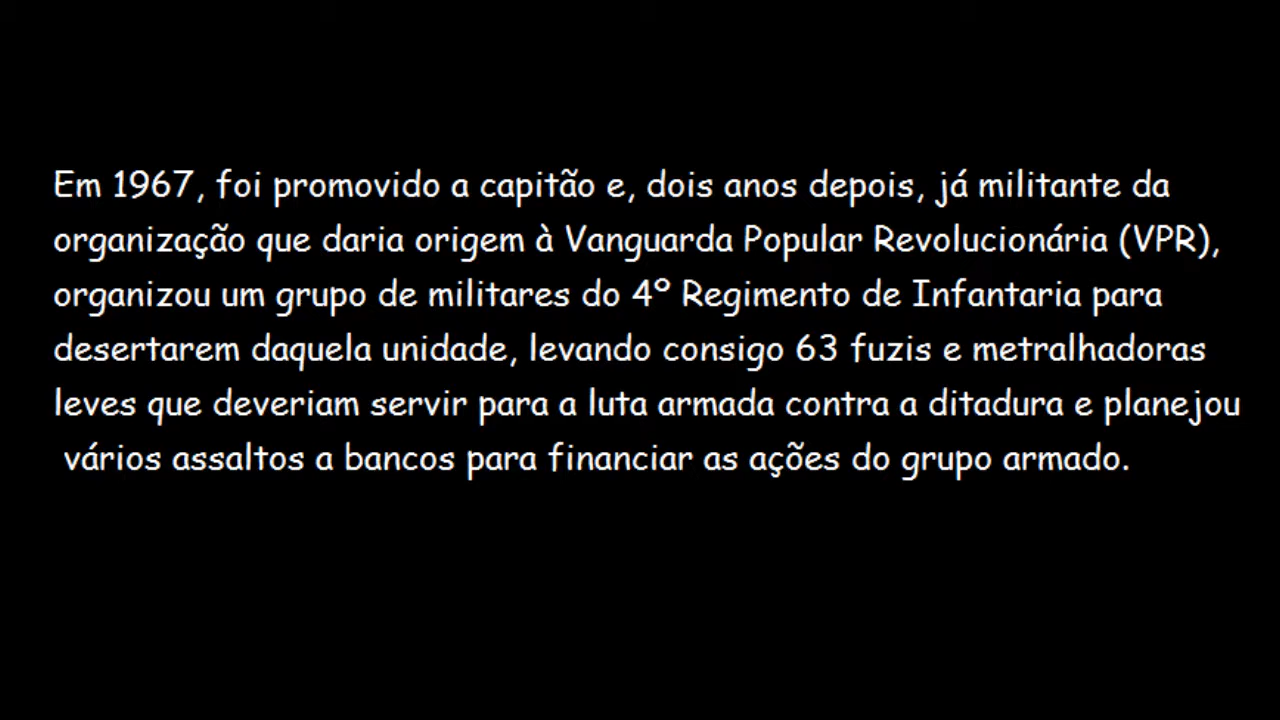 Em 1967, foi promovido a capitão e, dois anos depois, já militante da
organização que daria origem à Vanguarda Popular Revolucionária (VPR),
organizou um grupo de militares do 4º Regimento de Infantaria para
desertarem daquela unidade, levando consigo 63 fuzis e metralhadoras
leves que deveriam servir para a luta armada contra a ditadura e planejou
vários assaltos a bancos para financiar as ações do grupo armado.